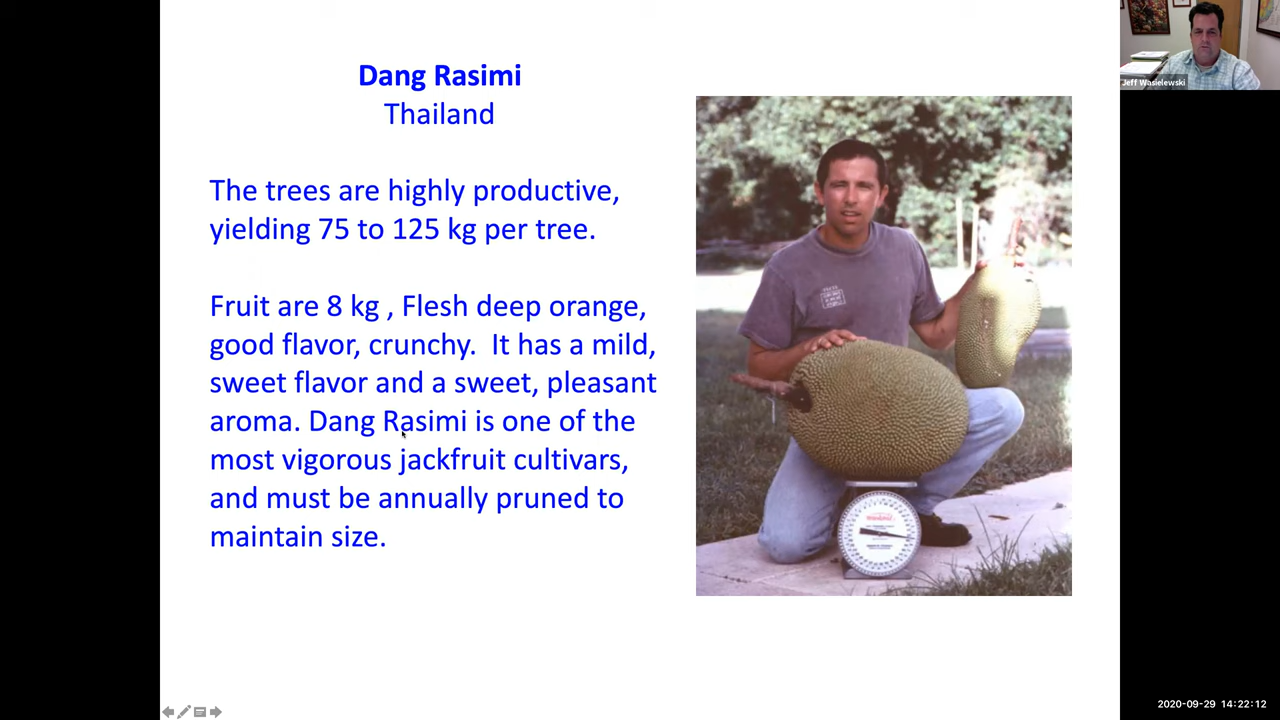 Dang Rasimi
Thailand
The trees are highly productive,
yielding 75 to 125 kg per tree.
Fruit are 8 kg , Flesh deep orange,
good flavor, crunchy.  It has a mild,
sweet flavor and a sweet, pleasant
aroma. Dang Rasimi is one of the
most vigorous jackfruit cultivars,
and must be annually pruned to
maintain size.
Jeff Wasielewski
2020-09-29 14:22:12